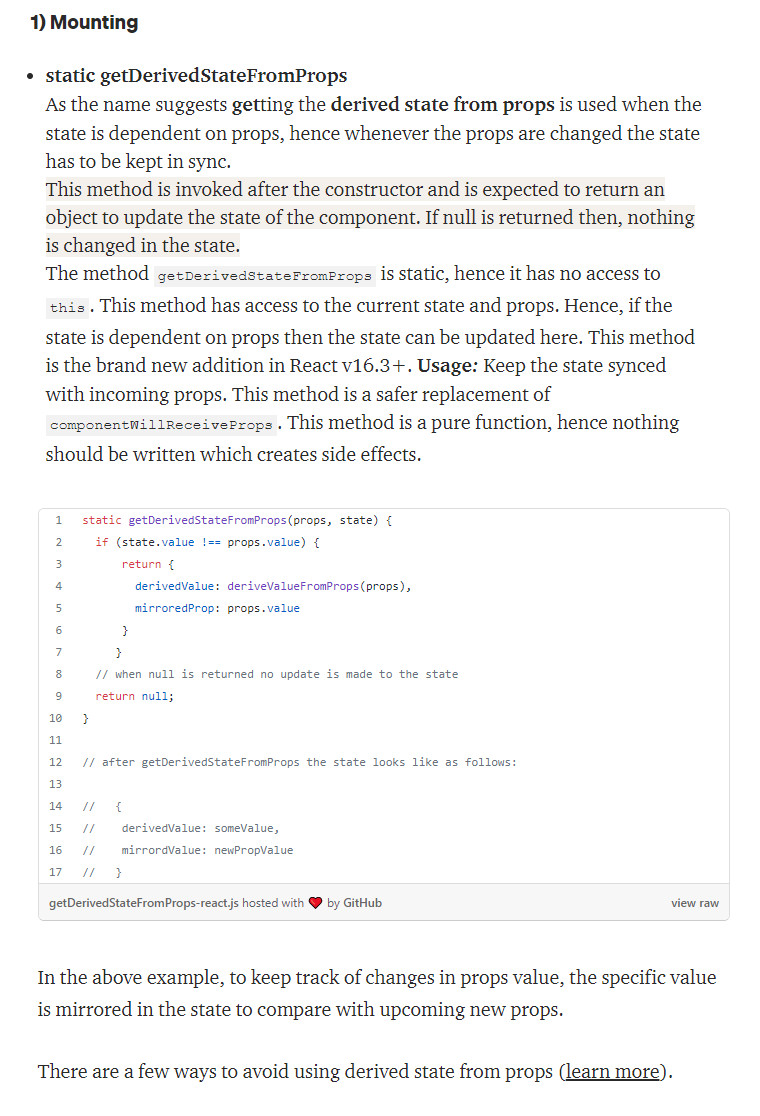 1) Mounting
• static getDerivedStateFromProps
As the name suggests getting the derived state from props is used when the
state is dependent on props, hence whenever the props are changed the state
has to be kept in sync.
This method is invoked after the constructor and is expected to return an
object to update the state of the component. If null is returned then, nothing
is changed in the state.
The method getDerivedStateFromProps is static, hence it has no access to
this . This method has access to the current state and props. Hence, if the
state is dependent on props then the state can be updated here. This method
is the brand new addition in React v16.3+. Usage: Keep the state synced
with incoming props. This method is a safer replacement of
componentWillReceiveProps . This method is a pure function, hence nothing
should be written which creates side effects.
1 static getDerivedStateFromProps(props, state) {
2 if (state.value !== props.value) {
3 return {
4 derivedValue: deriveValueFromProps(props),
5 mirroredProp: props.value
6 }
7 }
8 // when null is returned no update is made to the state
9 return null;
10 }
11
12 // after getDerivedStateFromProps the state looks like as follows:
13
14 // {
15 // derivedValue: someValue,
16 // mirrordValue: newPropValue
17 // }
getDerivedStateFromProps-react.js hosted with ❤ by GitHub view raw
In the above example, to keep track of changes in props value, the specific value
is mirrored in the state to compare with upcoming new props.
There are a few ways to avoid using derived state from props (learn more).